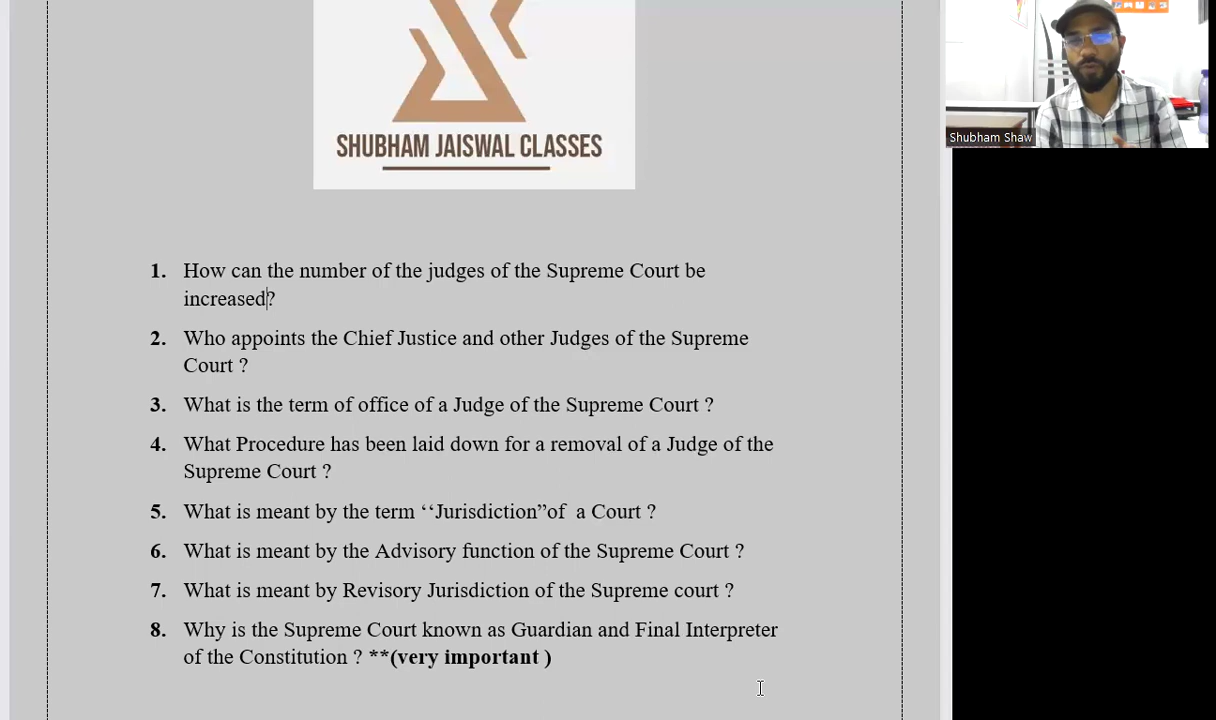 SHUBHAM JAISWAL CLASSES
Shubham Shaw
1. How can the number of the judges of the Supreme Court be
increased?
2. Who appoints the Chief Justice and other Judges of the Supreme
Court ?
3. What is the term of office of a Judge of the Supreme Court ?
4. What Procedure has been laid down for a removal of a Judge of the
Supreme Court ?
5. What is meant by the term ‘‘Jurisdiction”of  a Court ?
6. What is meant by the Advisory function of the Supreme Court ?
7. What is meant by Revisory Jurisdiction of the Supreme court ?
8. Why is the Supreme Court known as Guardian and Final Interpreter
of the Constitution ? **(very important )